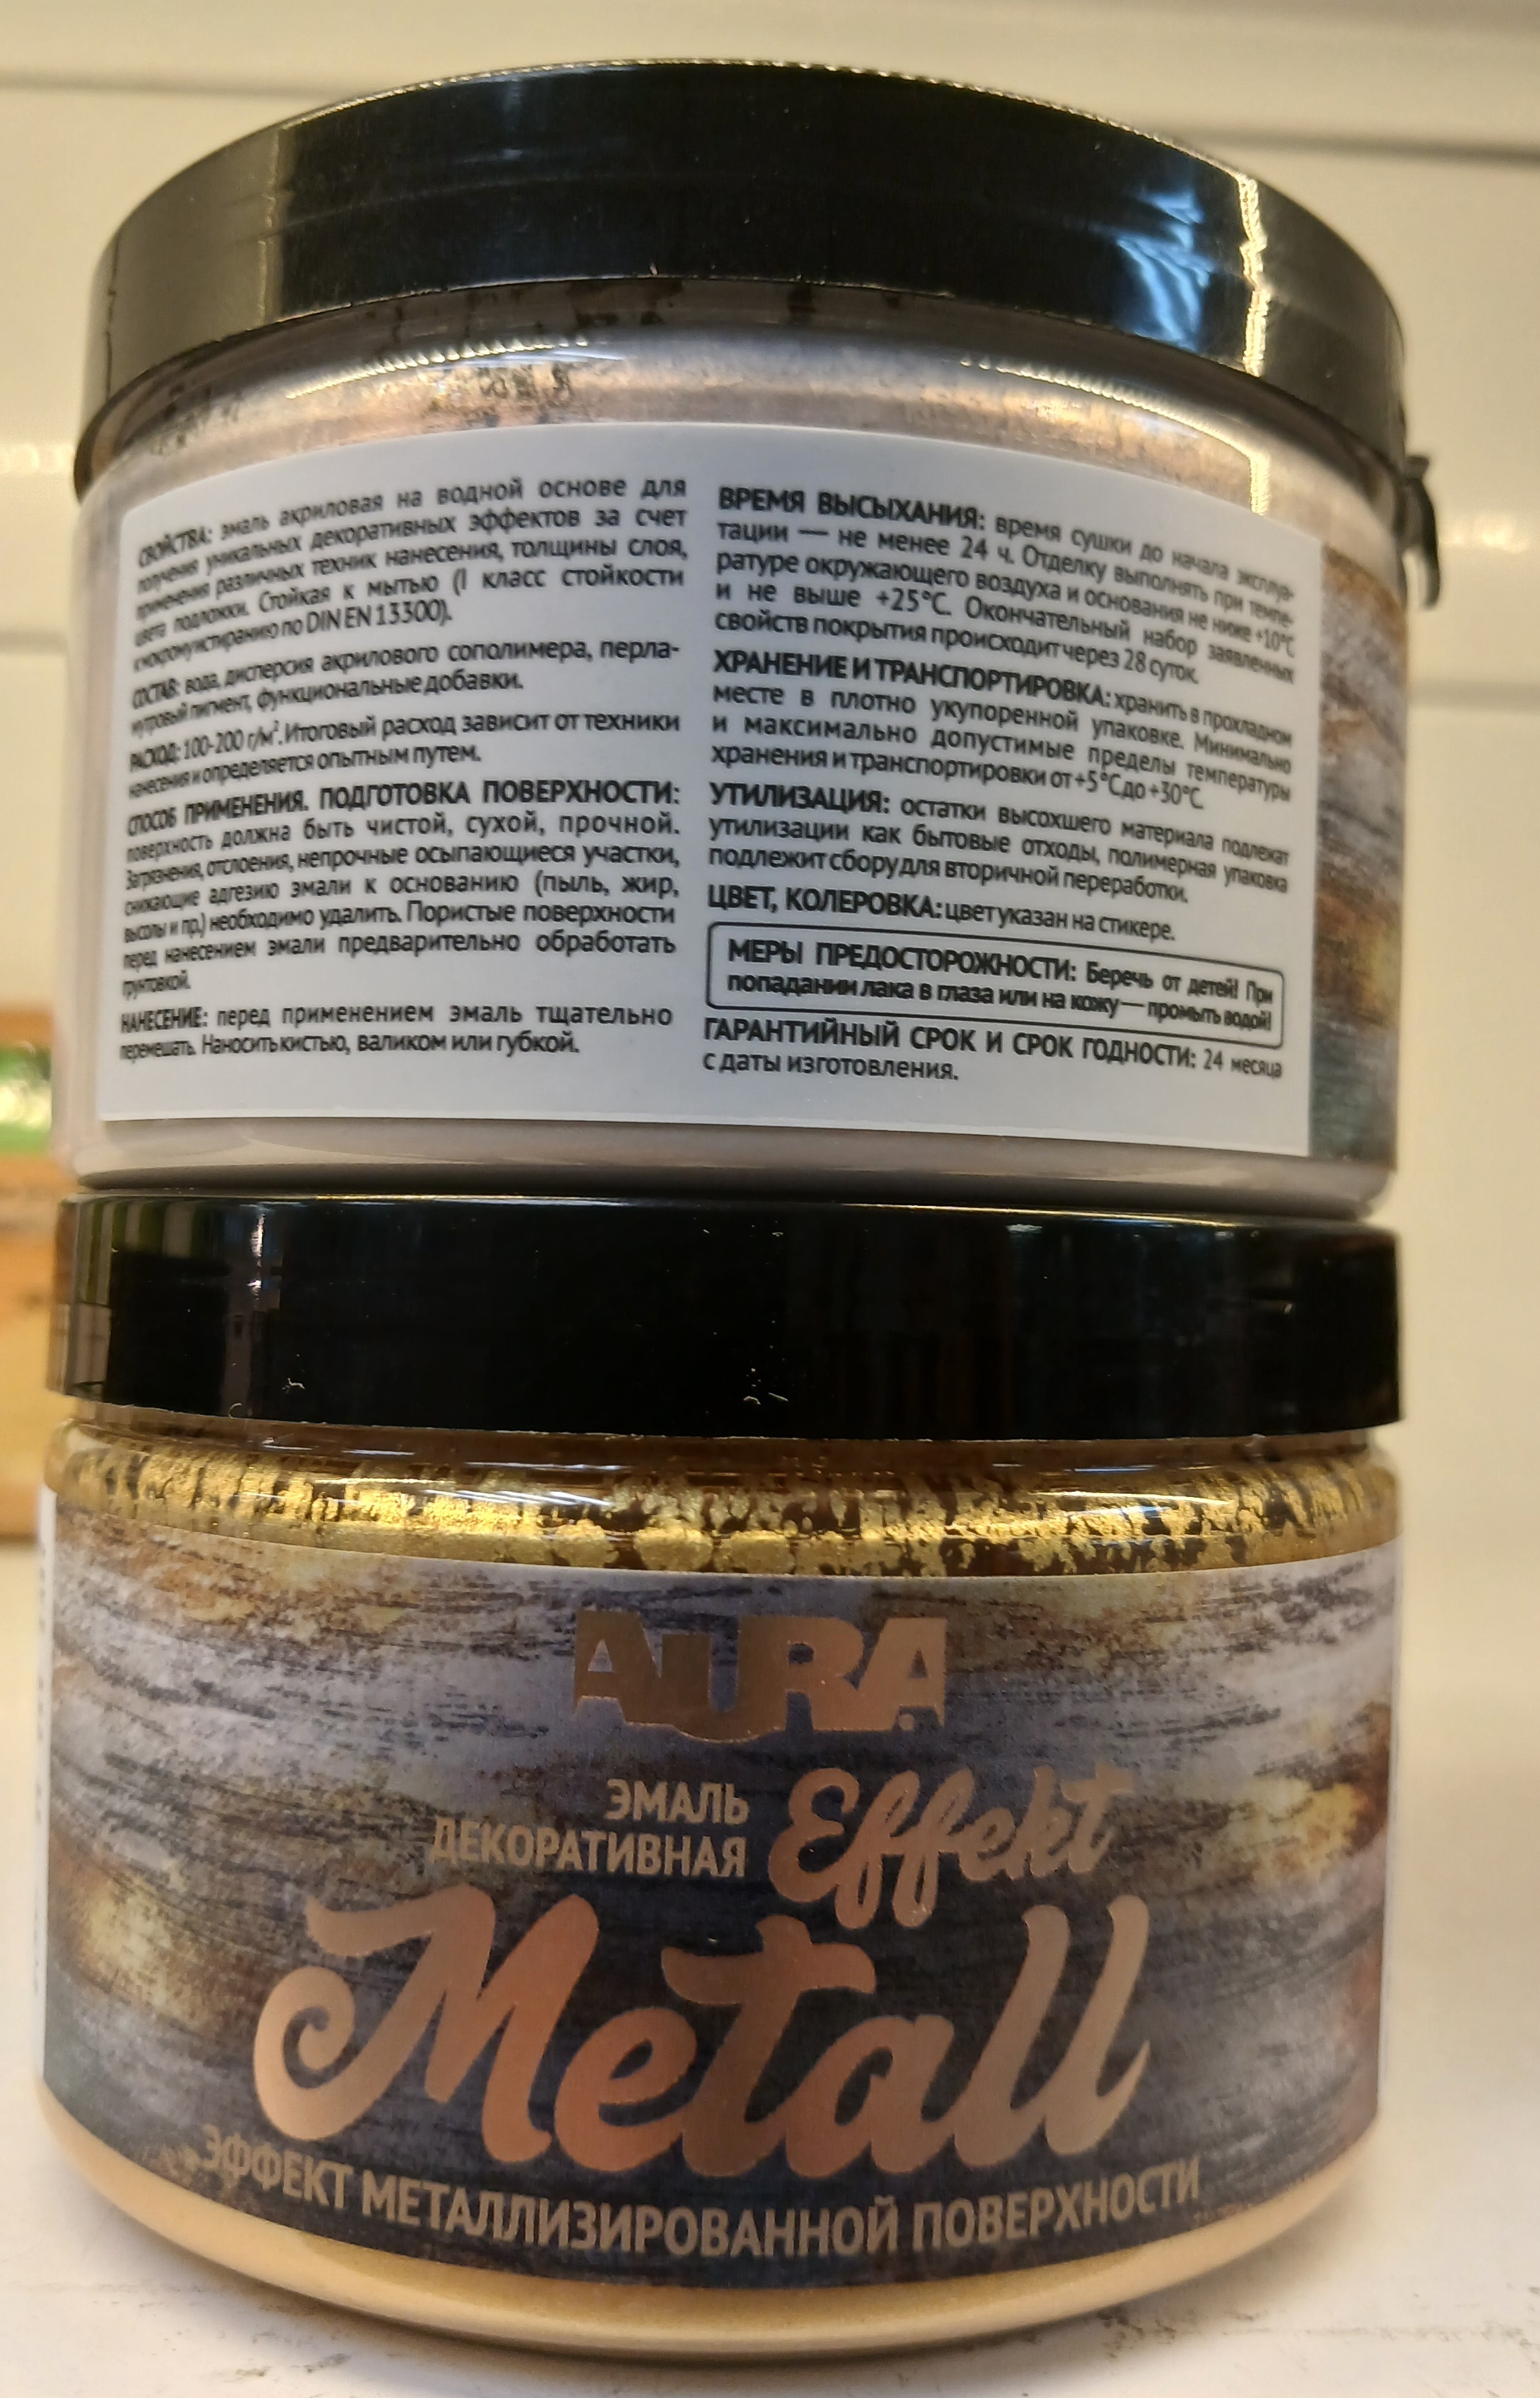 СВОЙСТВА: эмаль акриловая на водной основе для
получения уникальных декоративных эффектов за счет
применения различных техник нанесения, толщины слоя,
цвета подложки. Стойкая к мытью (I класс стойкости
к мокрому истиранию по DIN EN 13300).
СОСТАВ: вода, дисперсия акрилового сополимера, перла-
мутровый пигмент, функциональные добавки.
РАСХОД: 100-200 г/м². Итоговый расход зависит от техники
нанесения и определяется опытным путем.
СПОСОБ ПРИМЕНЕНИЯ. ПОДГОТОВКА ПОВЕРХНОСТИ:
поверхность должна быть чистой, сухой, прочной.
Загрязнения, отслоения, непрочные осыпающиеся участки,
снижающие адгезию эмали к основанию (пыль, жир,
высолы и пр.) необходимо удалить. Пористые поверхности
перед нанесением эмали предварительно обработать
грунтовкой.
НАНЕСЕНИЕ: перед применением эмаль тщательно
перемешать. Наносить кистью, валиком или губкой.
ВРЕМЯ ВЫСЫХАНИЯ: время сушки до начала эксплуа-
тации — не менее 24 ч. Отделку выполнять при темпе-
ратуре окружающего воздуха и основания не ниже +10°C
и не выше +25°C. Окончательный набор заявленных
свойств покрытия происходит через 28 суток.
ХРАНЕНИЕ И ТРАНСПОРТИРОВКА: хранить в прохладном
месте в плотно укупоренной упаковке. Минимально
и максимально допустимые пределы температуры
хранения и транспортировки от +5°C до +30°C.
УТИЛИЗАЦИЯ: остатки высохшего материала подлежат
утилизации как бытовые отходы, полимерная упаковка
подлежит сбору для вторичной переработки.
ЦВЕТ, КОЛЕРОВКА: цвет указан на стикере.
МЕРЫ ПРЕДОСТОРОЖНОСТИ: Беречь от детей! При
попадании лака в глаза или на кожу — промыть водой!
ГАРАНТИЙНЫЙ СРОК И СРОК ГОДНОСТИ: 24 месяца
с даты изготовления.
AURA
ЭМАЛЬ
ДЕКОРАТИВНАЯ Effekt
Metall
ЭФФЕКТ МЕТАЛЛИЗИРОВАННОЙ ПОВЕРХНОСТИ